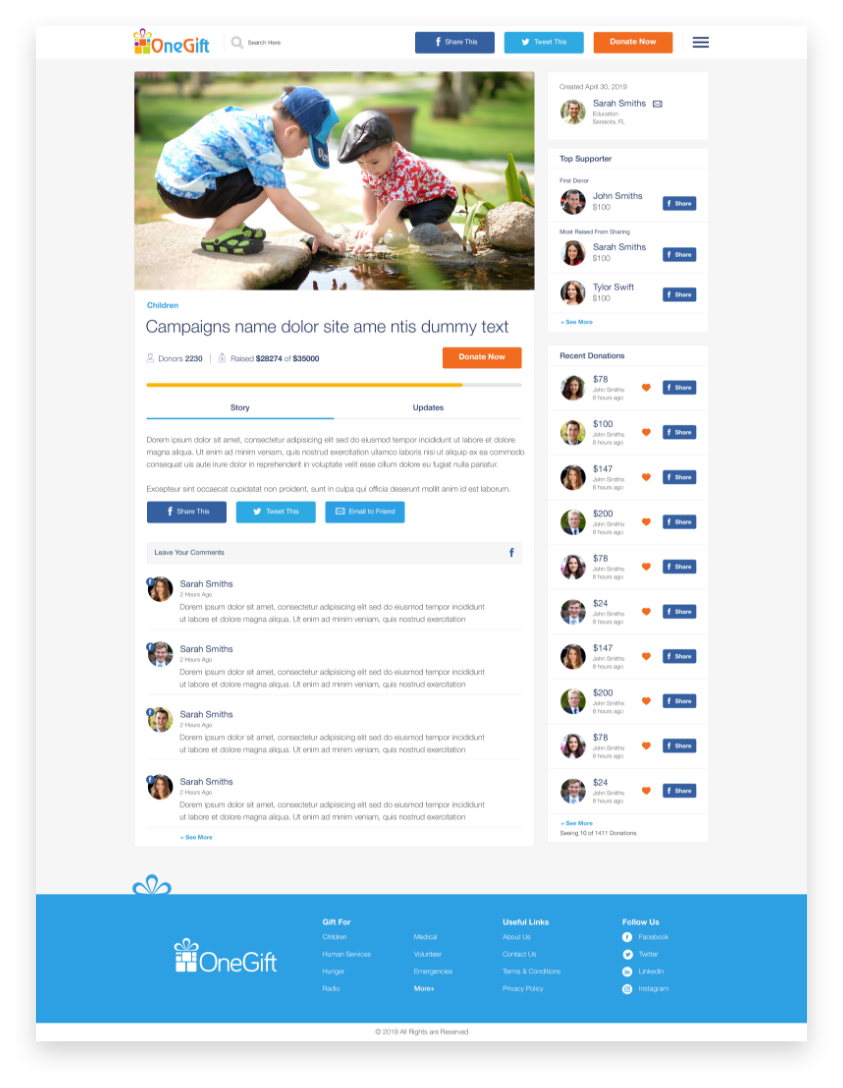 OneGift
Search Here
Share This
Tweet This
Donate Now
Children
Campaigns name dolor site ame ntis dummy text
Donors 2230
Raised $28274 of $35000
Donate Now
Story
Updates
Dorem ipsum dolor sit amet, consectetur adipisicing elit sed do eiusmod tempor incididunt ut labore et dolore
magna aliqua. Ut enim ad minim veniam, quis nostrud exercitation ullamco laboris nisi ut aliquip ex ea commodo
consequat uis aute irure dolor in reprehenderit in voluptate velit esse cillum dolore eu fugiat nulla pariatur.
Excepteur sint occaecat cupidatat non proident, sunt in culpa qui officia deserunt mollit anim id est laborum.
Share This
Tweet This
Email to Friend
Leave Your Comments
Sarah Smiths
2 Hours Ago
Dorem ipsum dolor sit amet, consectetur adipisicing elit sed do eiusmod tempor incididunt
ut labore et dolore magna aliqua. Ut enim ad minim veniam, quis nostrud exercitation
Sarah Smiths
2 Hours Ago
Dorem ipsum dolor sit amet, consectetur adipisicing elit sed do eiusmod tempor incididunt
ut labore et dolore magna aliqua. Ut enim ad minim veniam, quis nostrud exercitation
Sarah Smiths
2 Hours Ago
Dorem ipsum dolor sit amet, consectetur adipisicing elit sed do eiusmod tempor incididunt
ut labore et dolore magna aliqua. Ut enim ad minim veniam, quis nostrud exercitation
Sarah Smiths
2 Hours Ago
Dorem ipsum dolor sit amet, consectetur adipisicing elit sed do eiusmod tempor incididunt
ut labore et dolore magna aliqua. Ut enim ad minim veniam, quis nostrud exercitation
+ See More
Created April 30, 2019
Sarah Smiths
Education
Sarasota, FL
Top Supporter
First Donor
John Smiths
$100
Share
Most Raised From Sharing
Sarah Smiths
$100
Share
Tylor Swift
$100
Share
+ See More
Recent Donations
$78
John Smiths
8 hours ago
Share
$100
John Smiths
8 hours ago
Share
$147
John Smiths
8 hours ago
Share
$200
John Smiths
8 hours ago
Share
$78
John Smiths
8 hours ago
Share
$24
John Smiths
8 hours ago
Share
$147
John Smiths
8 hours ago
Share
$200
John Smiths
8 hours ago
Share
$78
John Smiths
8 hours ago
Share
$24
John Smiths
8 hours ago
Share
+ See More
Seeing 10 of 1411 Donations
OneGift
Gift For
Children
Human Services
Hunger
Radio
Medical
Volunteer
Emergencies
More+
Useful Links
About Us
Contact Us
Terms & Conditions
Privacy Policy
Follow Us
Facebook
Twitter
Linkedin
Instagram
© 2019 All Rights are Reserved